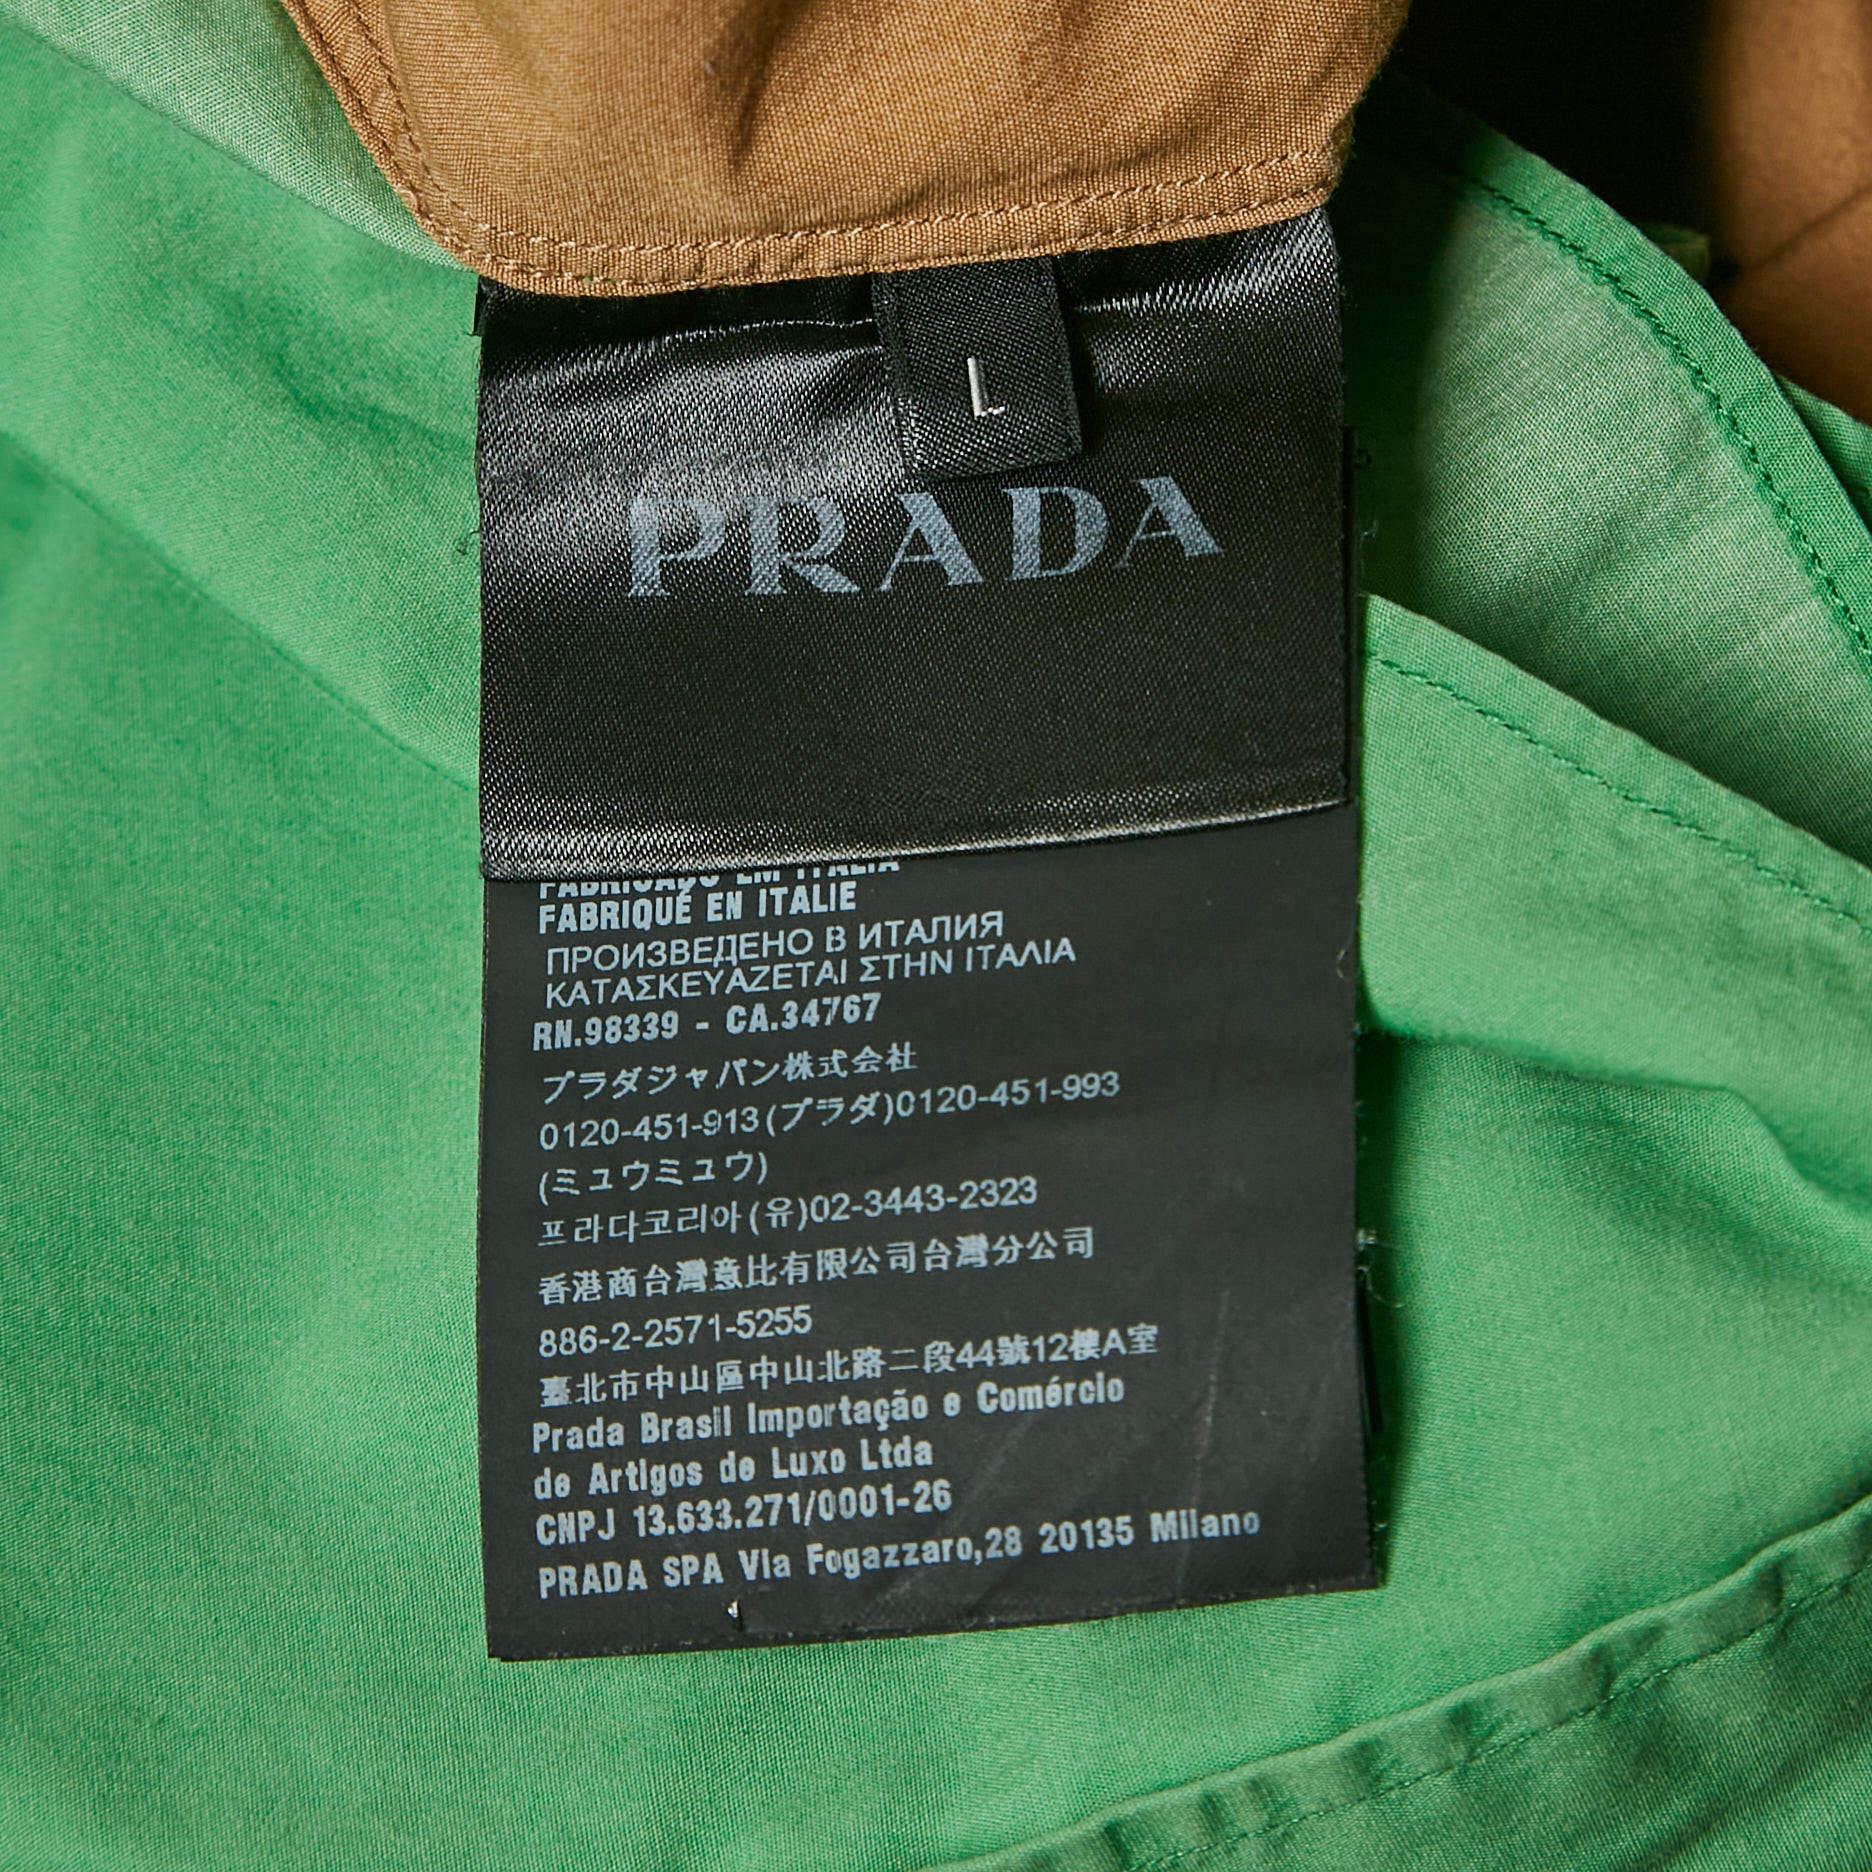 L
PRADA
FABRICADO EM ITALIA
FABRIQUÉ EN ITALIE
ПРОИЗВЕДЕНО В ИТАЛИЯ
ΚΑΤΑΣΚΕΥΑΖΕΤΑΙ ΣΤΗΝ ΙΤΑΛΙΑ
RN.98339 - CA.34767
プラダジャパン株式会社
0120-451-913(プラダ)0120-451-993
(ミュウミュウ)
프라다코리아(유)02-3443-2323
香港商台灣意比有限公司台灣分公司
886-2-2571-5255
臺北市中山區中山北路二段44號12樓A室
Prada Brasil Importação e Comércio
de Artigos de Luxo Ltda
CNPJ 13.633.271/0001-26
PRADA SPA Via Fogazzaro,28 20135 Milano